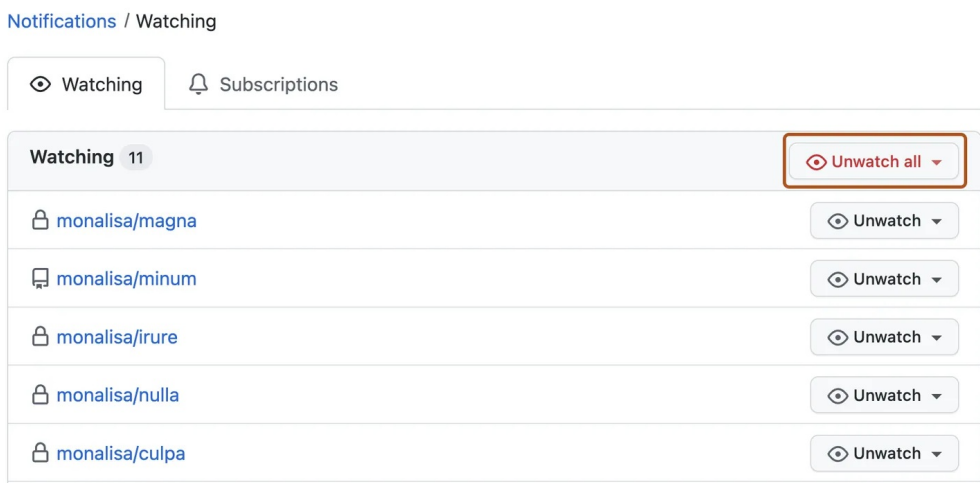 Notifications / Watching
Watching Subscriptions
Watching 11 Unwatch all
monalisa/magna Unwatch
monalisa/minum Unwatch
monalisa/irure Unwatch
monalisa/nulla Unwatch
monalisa/culpa Unwatch